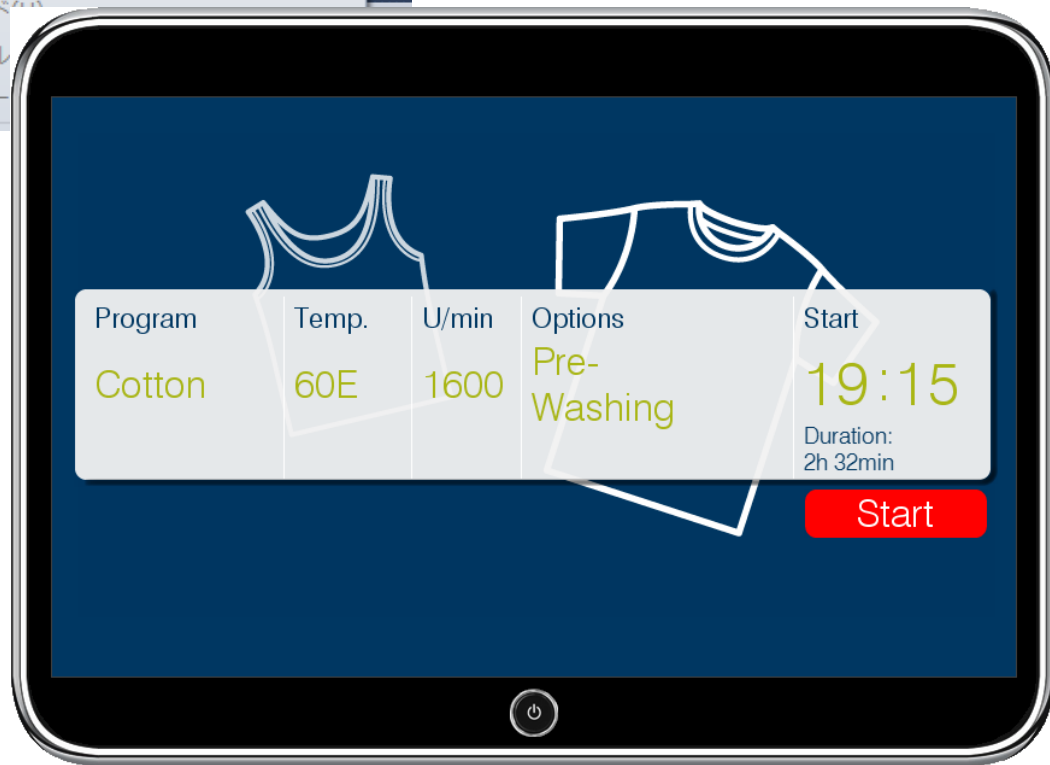 Program
Temp.
U/min
Options
Start
Cotton
60E
1600
Pre-
Washing
19:15
Duration:
2h 32min
Start